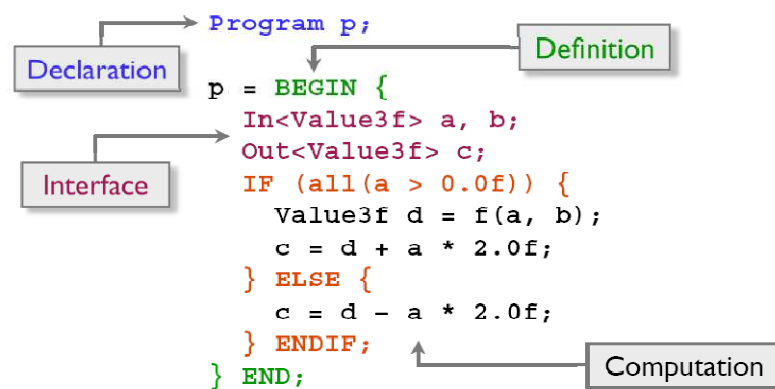 Program p;
Declaration
Definition
p = BEGIN {
In<Value3f> a, b;
Out<Value3f> c;
Interface
IF (all(a > 0.0f)) {
Value3f d = f(a, b);
c = d + a * 2.0f;
} ELSE {
c = d - a * 2.0f;
} ENDIF;
Computation
} END;